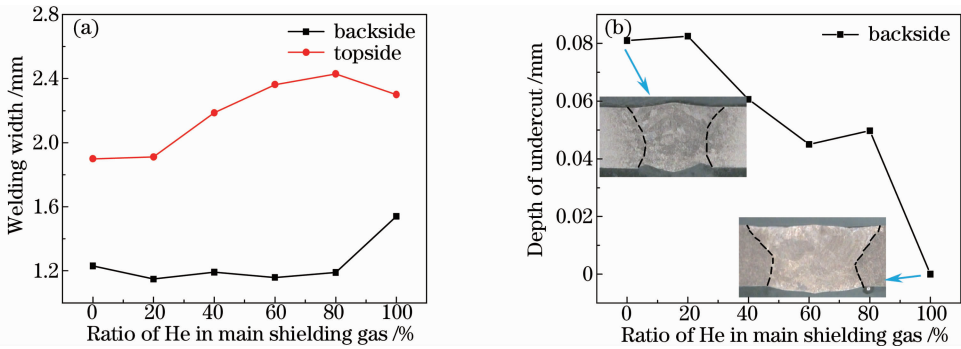 (a)
backside
topside
2.8
2.4
2.0
1.6
1.2
Welding width /mm
0 20 40 60 80 100
Ratio of He in main shielding gas /%
(b)
backside
0.08
0.06
0.04
0.02
0
Depth of undercut /mm
0 20 40 60 80 100
Ratio of He in main shielding gas /%